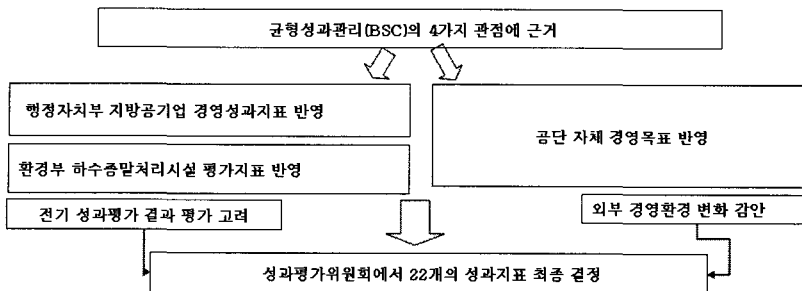 균형성과관리(BSC)의 4가지 관점에 근거
행정자치부 지방공기업 경영성과지표 반영
환경부 하수종말처리시설 평가지표 반영
공단 자체 경영목표 반영
전기 성과평가 결과 평가 고려
외부 경영환경 변화 감안
성과평가위원회에서 22개의 성과지표 최종 결정